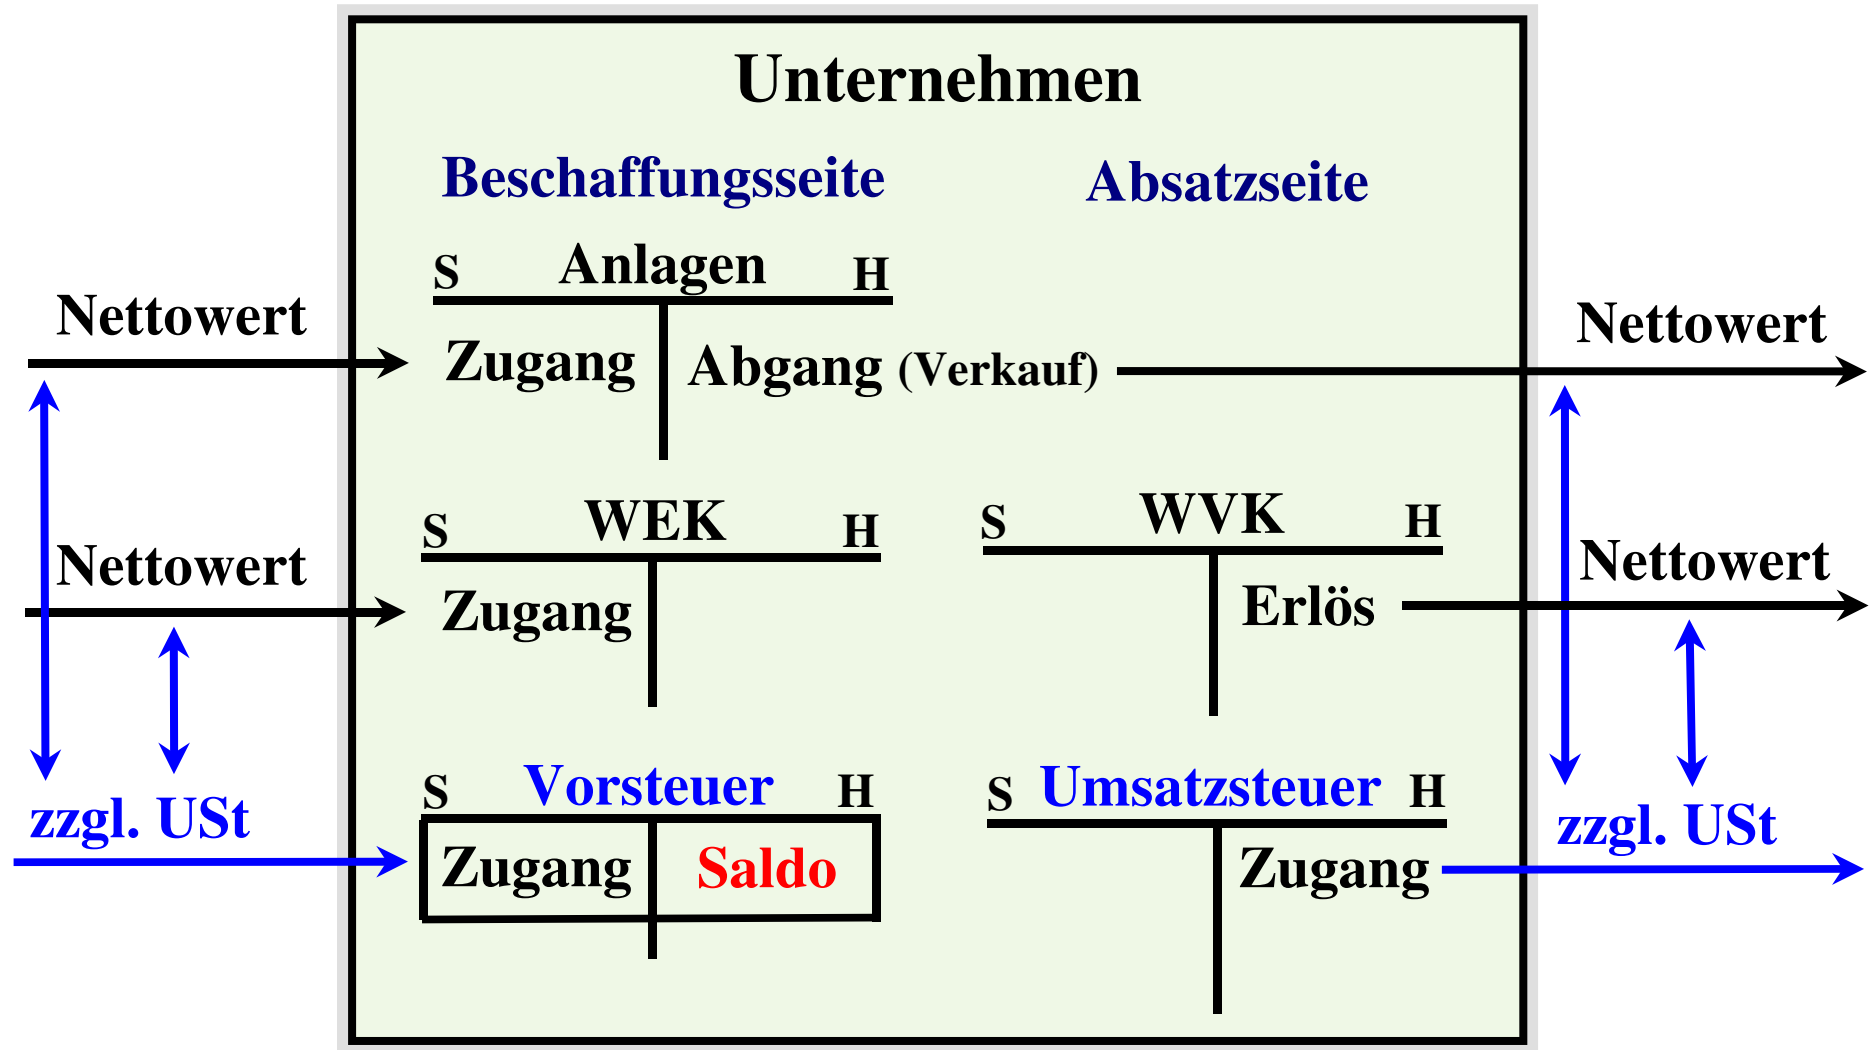 Unternehmen
Beschaffungsseite Absatzseite
S Anlagen H
Nettowert Nettowert
Zugang Abgang (Verkauf)
S WEK H S WVK H
Nettowert Nettowert
Zugang Erlös
S Vorsteuer H S Umsatzsteuer H
zzgl. USt zzgl. USt
Zugang Saldo Zugang